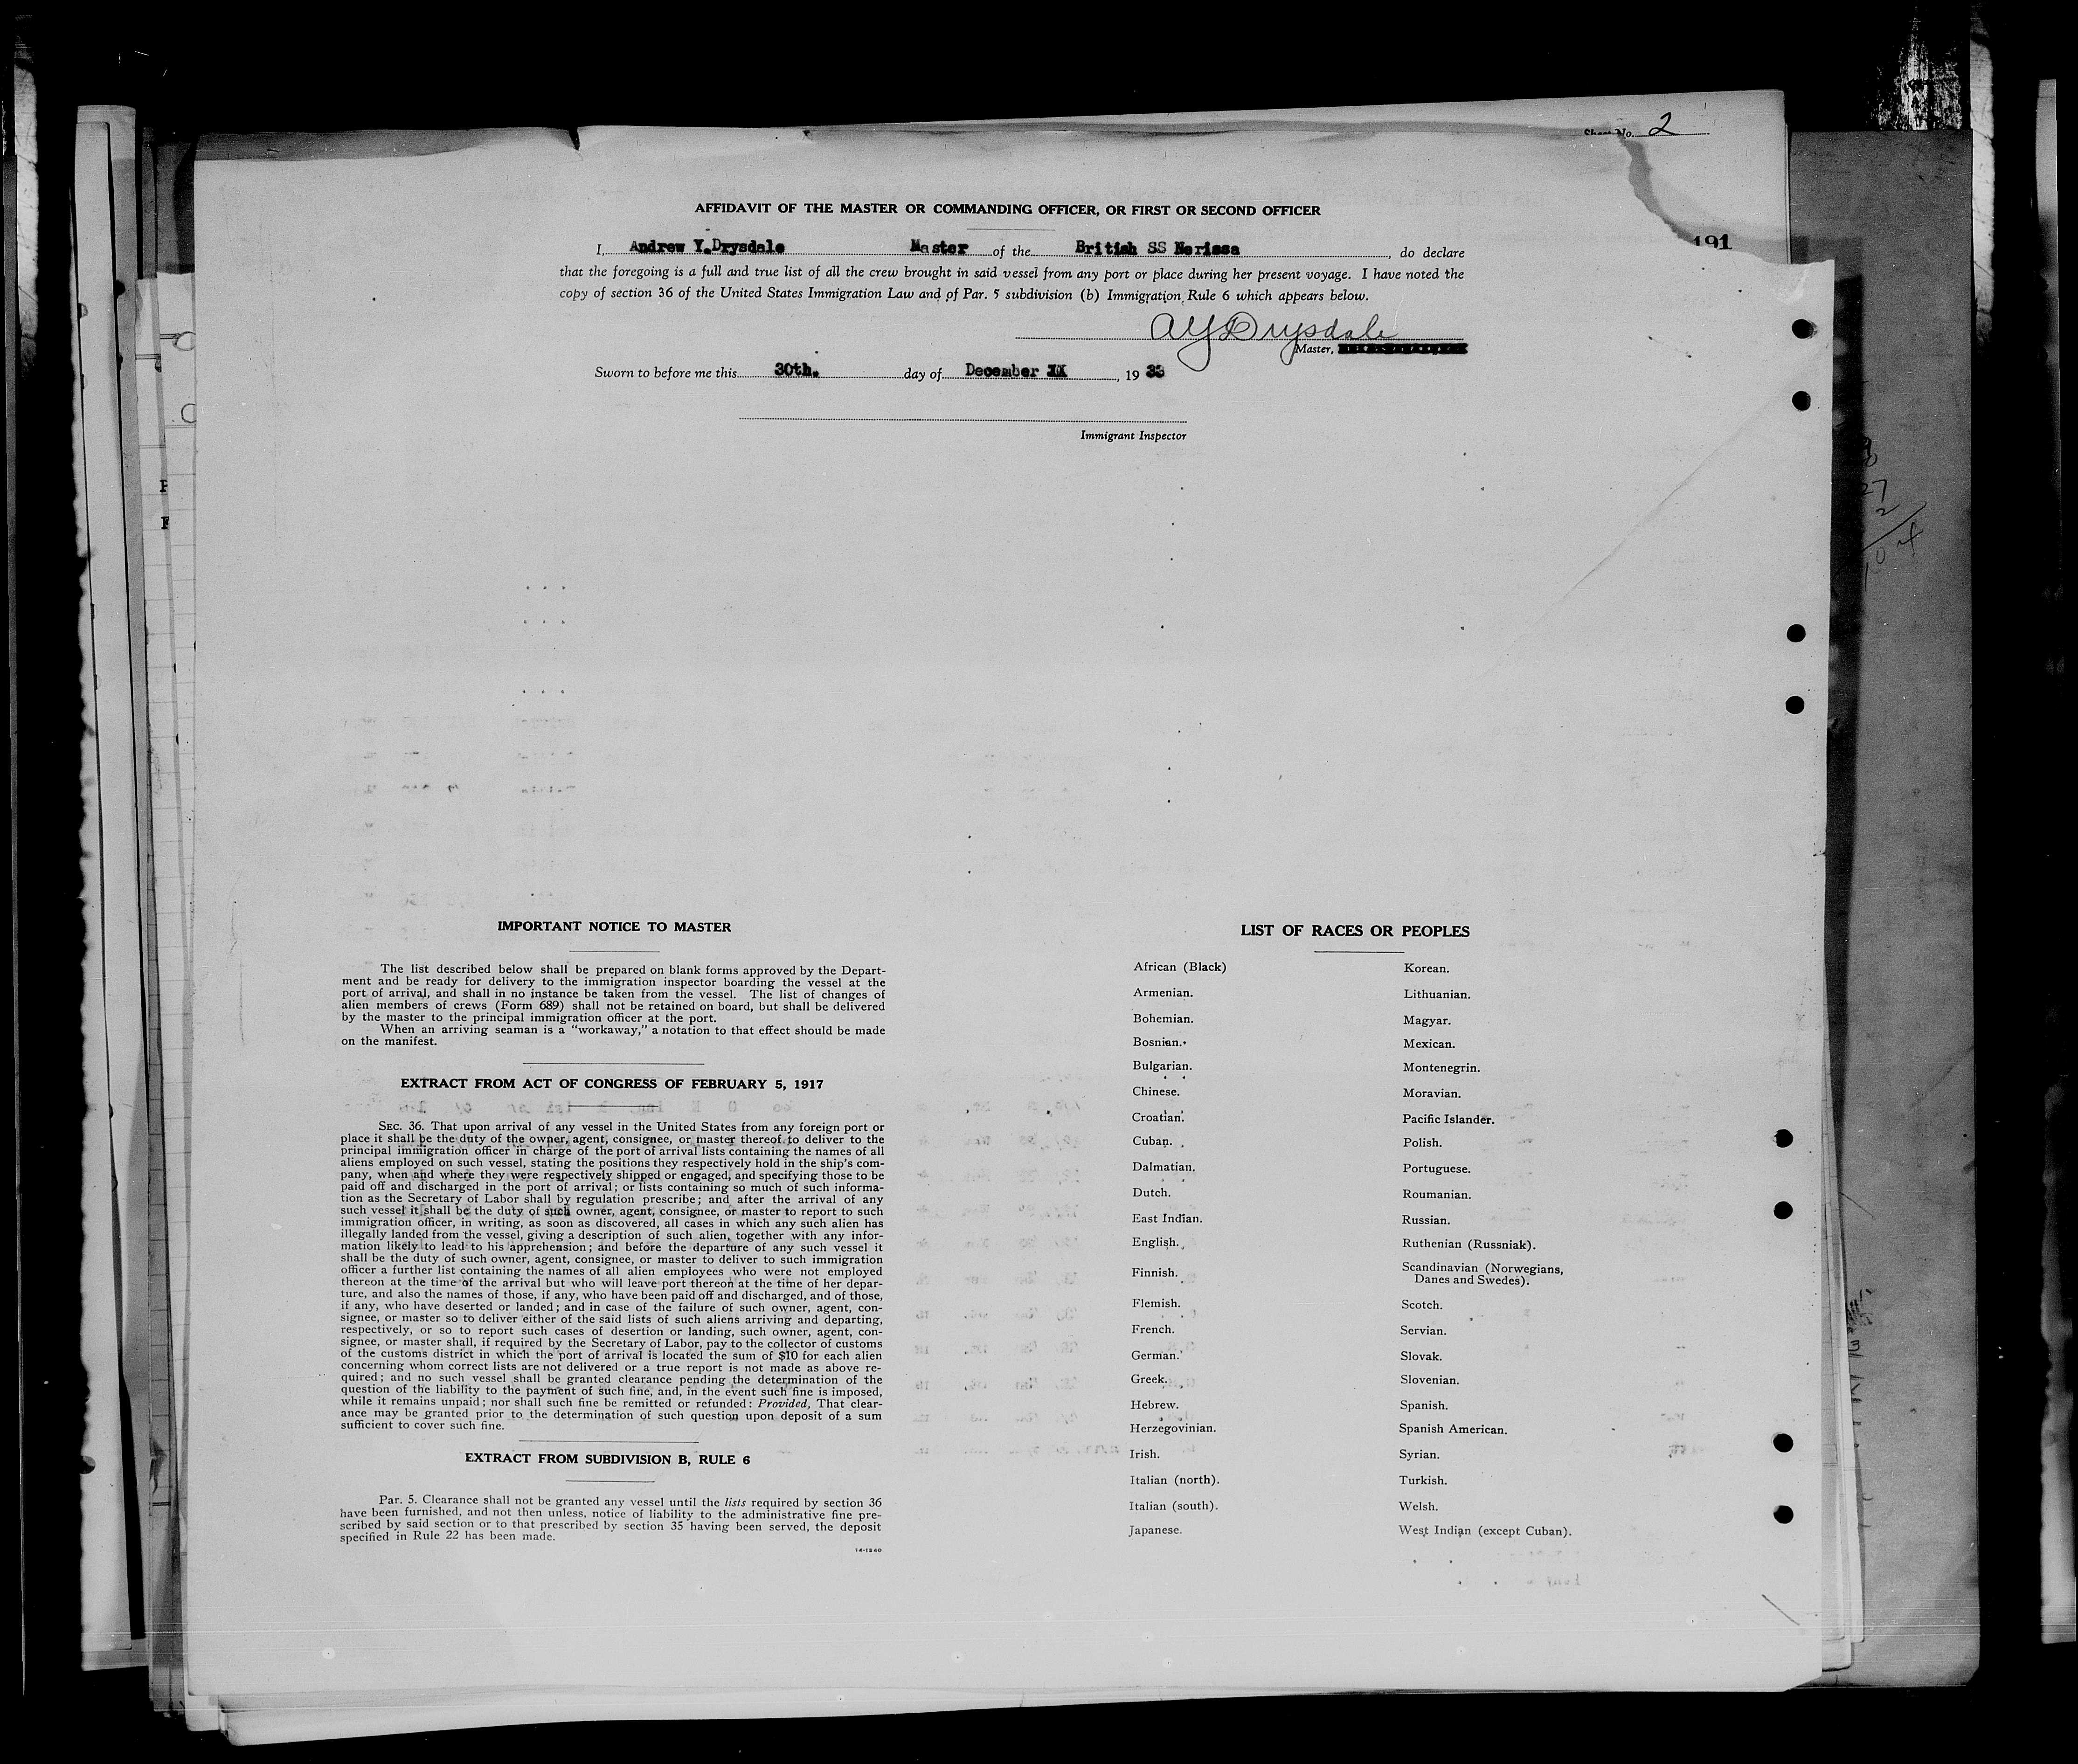 Sheet No. 2
191
AFFIDAVIT OF THE MASTER OR COMMANDING OFFICER, OR FIRST OR SECOND OFFICER
I, Andrew Y. Drysdale Master of the British SS Nerissa, do declare
that the foregoing is a full and true list of all the crew brought in said vessel from any port or place during her present voyage. I have noted the
copy of section 36 of the United States Immigration Law and of Par. 5 subdivision (b) Immigration Rule 6 which appears below.
AYDrysdale
Master,
Sworn to before me this 30th. day of December, 19 33
Immigrant Inspector
IMPORTANT NOTICE TO MASTER
The list described below shall be prepared on blank forms approved by the Depart-
ment and be ready for delivery to the immigration inspector boarding the vessel at the
port of arrival, and shall in no instance be taken from the vessel. The list of changes of
alien members of crews (Form 689) shall not be retained on board, but shall be delivered
by the master to the principal immigration officer at the port.
When an arriving seaman is a "workaway," a notation to that effect should be made
on the manifest.
EXTRACT FROM ACT OF CONGRESS OF FEBRUARY 5, 1917
SEC. 36. That upon arrival of any vessel in the United States from any foreign port or
place it shall be the duty of the owner, agent, consignee, or master thereof to deliver to the
principal immigration officer in charge of the port of arrival lists containing the names of all
aliens employed on such vessel, stating the positions they respectively hold in the ship's com-
pany, when and where they were respectively shipped or engaged, and specifying those to be
paid off and discharged in the port of arrival; or lists containing so much of such informa-
tion as the Secretary of Labor shall by regulation prescribe; and after the arrival of any
such vessel it shall be the duty of such owner, agent, consignee, or master to report to such
immigration officer, in writing, as soon as discovered, all cases in which any such alien has
illegally landed from the vessel, giving a description of such alien, together with any infor-
mation likely to lead to his apprehension; and before the departure of any such vessel it
shall be the duty of such owner, agent, consignee, or master to deliver to such immigration
officer a further list containing the names of all alien employees who were not employed
thereon at the time of the arrival but who will leave port thereon at the time of her depar-
ture, and also the names of those, if any, who have been paid off and discharged, and of those,
if any, who have deserted or landed; and in case of the failure of such owner, agent, con-
signee, or master so to deliver either of the said lists of such aliens arriving and departing,
respectively, or so to report such cases of desertion or landing, such owner, agent, con-
signee, or master shall, if required by the Secretary of Labor, pay to the collector of customs
of the customs district in which the port of arrival is located the sum of $10 for each alien
concerning whom correct lists are not delivered or a true report is not made as above re-
quired; and no such vessel shall be granted clearance pending the determination of the
question of the liability to the payment of such fine, and, in the event such fine is imposed,
while it remains unpaid; nor shall such fine be remitted or refunded: Provided, That clear-
ance may be granted prior to the determination of such question upon deposit of a sum
sufficient to cover such fine.
EXTRACT FROM SUBDIVISION B, RULE 6
Par. 5. Clearance shall not be granted any vessel until the lists required by section 36
have been furnished, and not then unless, notice of liability to the administrative fine pre-
scribed by said section or to that prescribed by section 35 having been served, the deposit
specified in Rule 22 has been made.
LIST OF RACES OR PEOPLES
African (Black)
Armenian.
Bohemian.
Bosnian.
Bulgarian.
Chinese.
Croatian.
Cuban.
Dalmatian.
Dutch.
East Indian.
English.
Finnish.
Flemish.
French.
German.
Greek.
Hebrew.
Herzegovinian.
Irish.
Italian (north).
Italian (south).
Japanese.
Korean.
Lithuanian.
Magyar.
Mexican.
Montenegrin.
Moravian.
Pacific Islander.
Polish.
Portuguese.
Roumanian.
Russian.
Ruthenian (Russniak).
Scandinavian (Norwegians,
Danes and Swedes).
Scotch.
Servian.
Slovak.
Slovenian.
Spanish.
Spanish American.
Syrian.
Turkish.
Welsh.
West Indian (except Cuban).